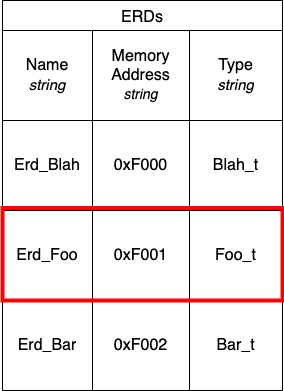 ERDs
Name
string
Memory
Address
string
Type
string
Erd_Blah 0xF000 Blah_t
Erd_Foo 0xF001 Foo_t
Erd_Bar 0xF002 Bar_t